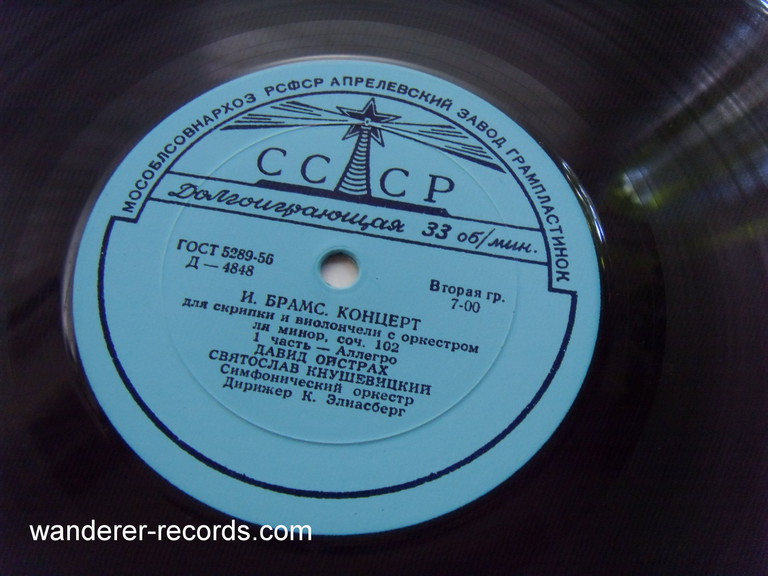 МОСОБЛСОВНАРХОЗ РСФСР АПРЕЛЕВСКИЙ ЗАВОД ГРАМПЛАСТИНОК
СССР
Долгоиграющая 33 об/мин.
ГОСТ 5289-56
Д — 4848
Вторая гр.
7-00
И. БРАМС. КОНЦЕРТ
для скрипки и виолончели с оркестром
ля минор, соч. 102
1 часть — Аллегро
ДАВИД ОЙСТРАХ
СВЯТОСЛАВ КНУШЕВИЦКИЙ
Симфонический оркестр
Дирижер К. Элиасберг
wanderer-records.com